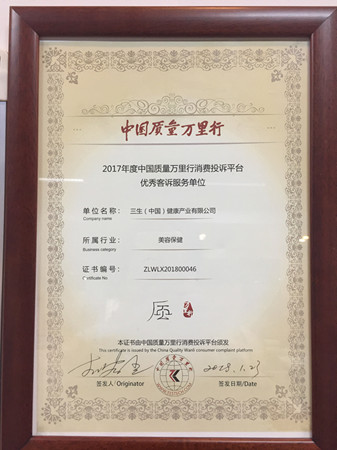 中国质量万里行
2017年度中国质量万里行消费投诉平台
优秀客诉服务单位
单位名称： 三生（中国）健康产业有限公司
Company name
所属行业： 美容保健
Business category
证书编号： ZLWLX201800046
Certificate No
本证书由中国质量万里行消费投诉平台颁发
This certificate is issued by the China Quality Wanli consumer complaint platform
2018.1.23
签发人/Originator
签发日期/Date